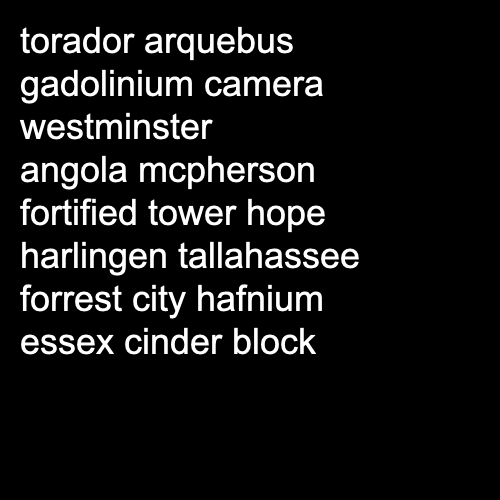 torador arquebus
gadolinium camera
westminster
angola mcpherson
fortified tower hope
harlingen tallahassee
forrest city hafnium
essex cinder block